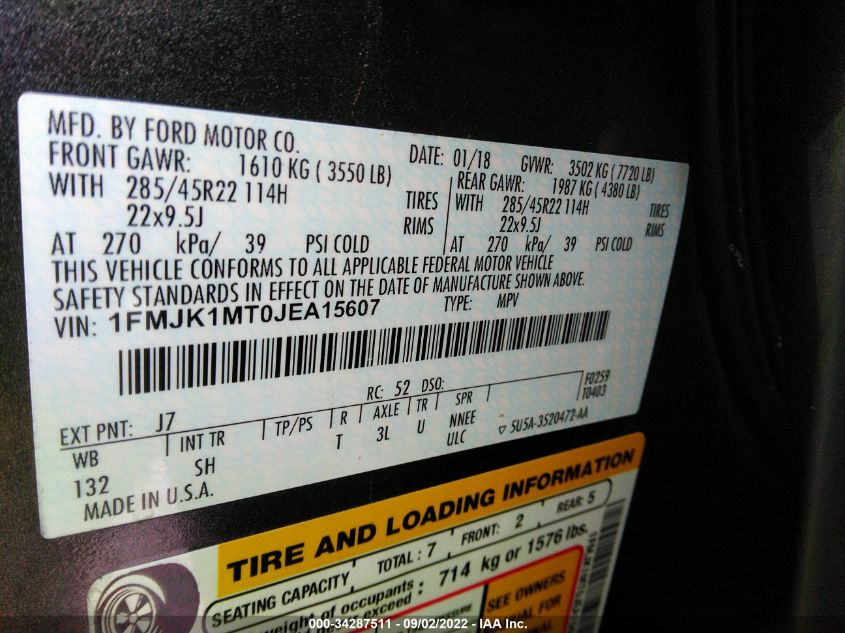 MFD. BY FORD MOTOR CO.
DATE: 01/18 GVWR: 3502 KG ( 7720 LB)
FRONT GAWR: 1610 KG ( 3550 LB)
REAR GAWR: 1987 KG ( 4380 LB)
WITH 285/45R22 114H TIRES
WITH 285/45R22 114H TIRES
22x9.5J RIMS
22x9.5J RIMS
AT 270 kPa/ 39 PSI COLD
AT 270 kPa/ 39 PSI COLD
THIS VEHICLE CONFORMS TO ALL APPLICABLE FEDERAL MOTOR VEHICLE
SAFETY STANDARDS IN EFFECT ON THE DATE OF MANUFACTURE SHOWN ABOVE.
VIN: 1FMJK1MT0JEA15607
TYPE: MPV
F0259
T0403
EXT PNT: J7 RC: 52 DSO:
WB INT TR TP/PS R AXLE TR SPR
132 SH T 3L U NNEE
ULC
5U5A-3520472-AA
MADE IN U.S.A.
TIRE AND LOADING INFORMATION
SEATING CAPACITY TOTAL : 7 FRONT: 2 REAR: 5
weight of occupants
exceed : 714 kg or 1576 lbs.
PRESSURE
SEE OWNERS
FOR
000-34287511 - 09/02/2022 - IAA Inc.